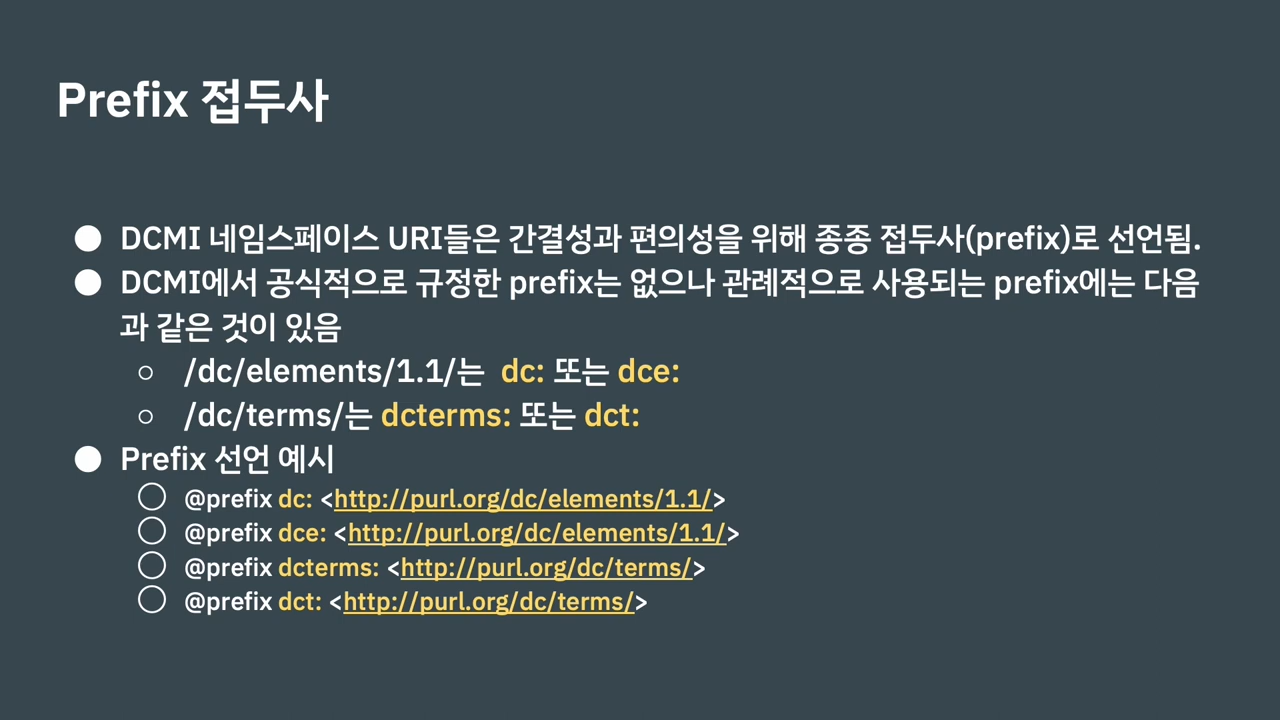 Prefix 접두사
● DCMI 네임스페이스 URI들은 간결성과 편의성을 위해 종종 접두사(prefix)로 선언됨.
● DCMI에서 공식적으로 규정한 prefix는 없으나 관례적으로 사용되는 prefix에는 다음
과 같은 것이 있음
○ /dc/elements/1.1/는 dc: 또는 dce:
○ /dc/terms/는 dcterms: 또는 dct:
● Prefix 선언 예시
○ @prefix dc: <http://purl.org/dc/elements/1.1/>
○ @prefix dce: <http://purl.org/dc/elements/1.1/>
○ @prefix dcterms: <http://purl.org/dc/terms/>
○ @prefix dct: <http://purl.org/dc/terms/>